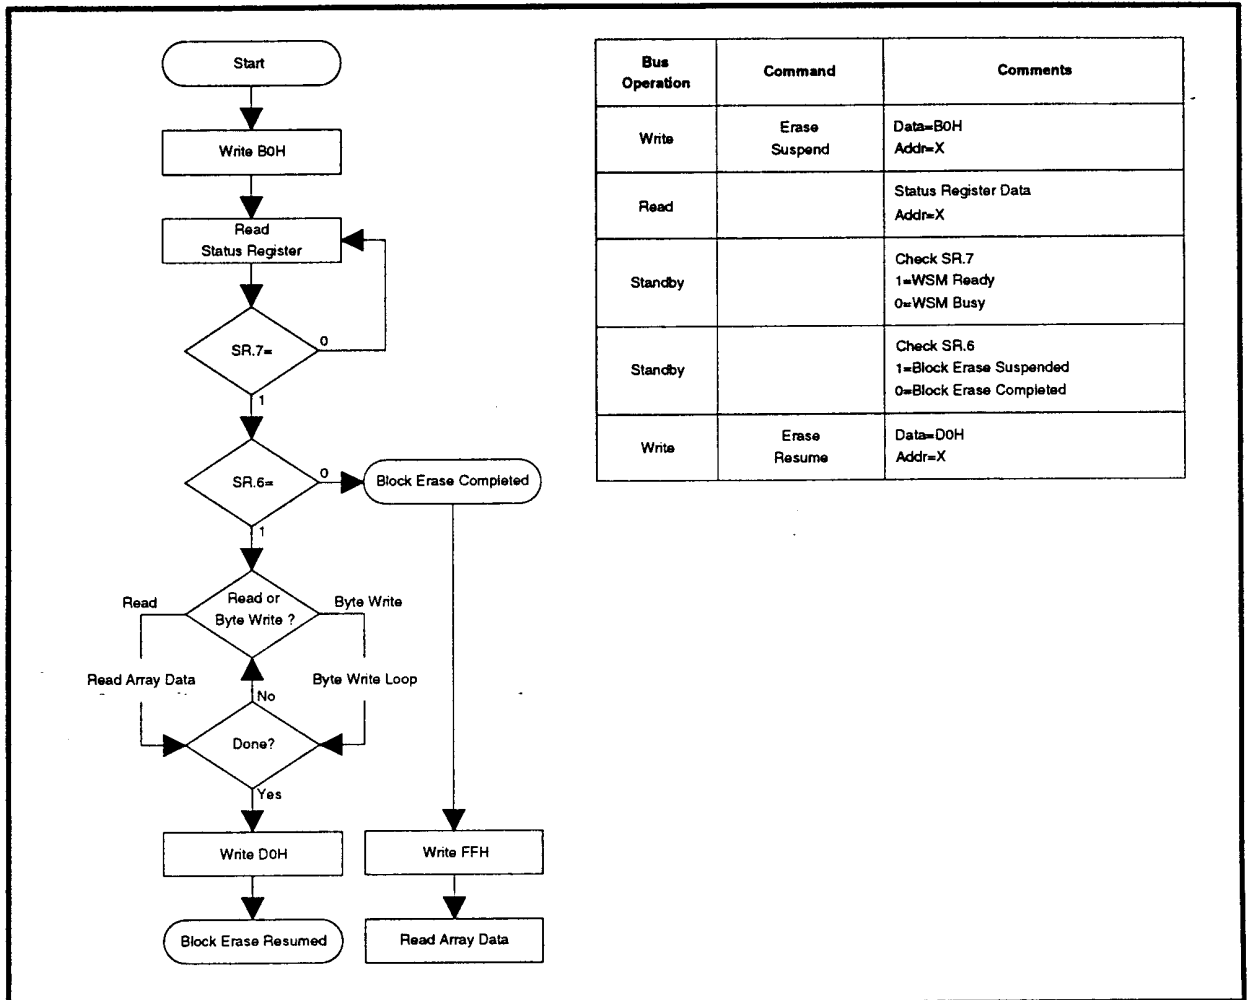 Start
Write B0H
Read
Status Register
SR.7=
0
1
SR.6=
0
Block Erase Completed
1
Read or
Byte Write ?
Read
Byte Write
Read Array Data
Byte Write Loop
No
Done?
Yes
Write D0H
Write FFH
Block Erase Resumed
Read Array Data
Bus
Operation
Command
Comments
Write
Erase
Suspend
Data=B0H
Addr=X
Read
Status Register Data
Addr=X
Standby
Check SR.7
1=WSM Ready
0=WSM Busy
Standby
Check SR.6
1=Block Erase Suspended
0=Block Erase Completed
Write
Erase
Resume
Data=D0H
Addr=X